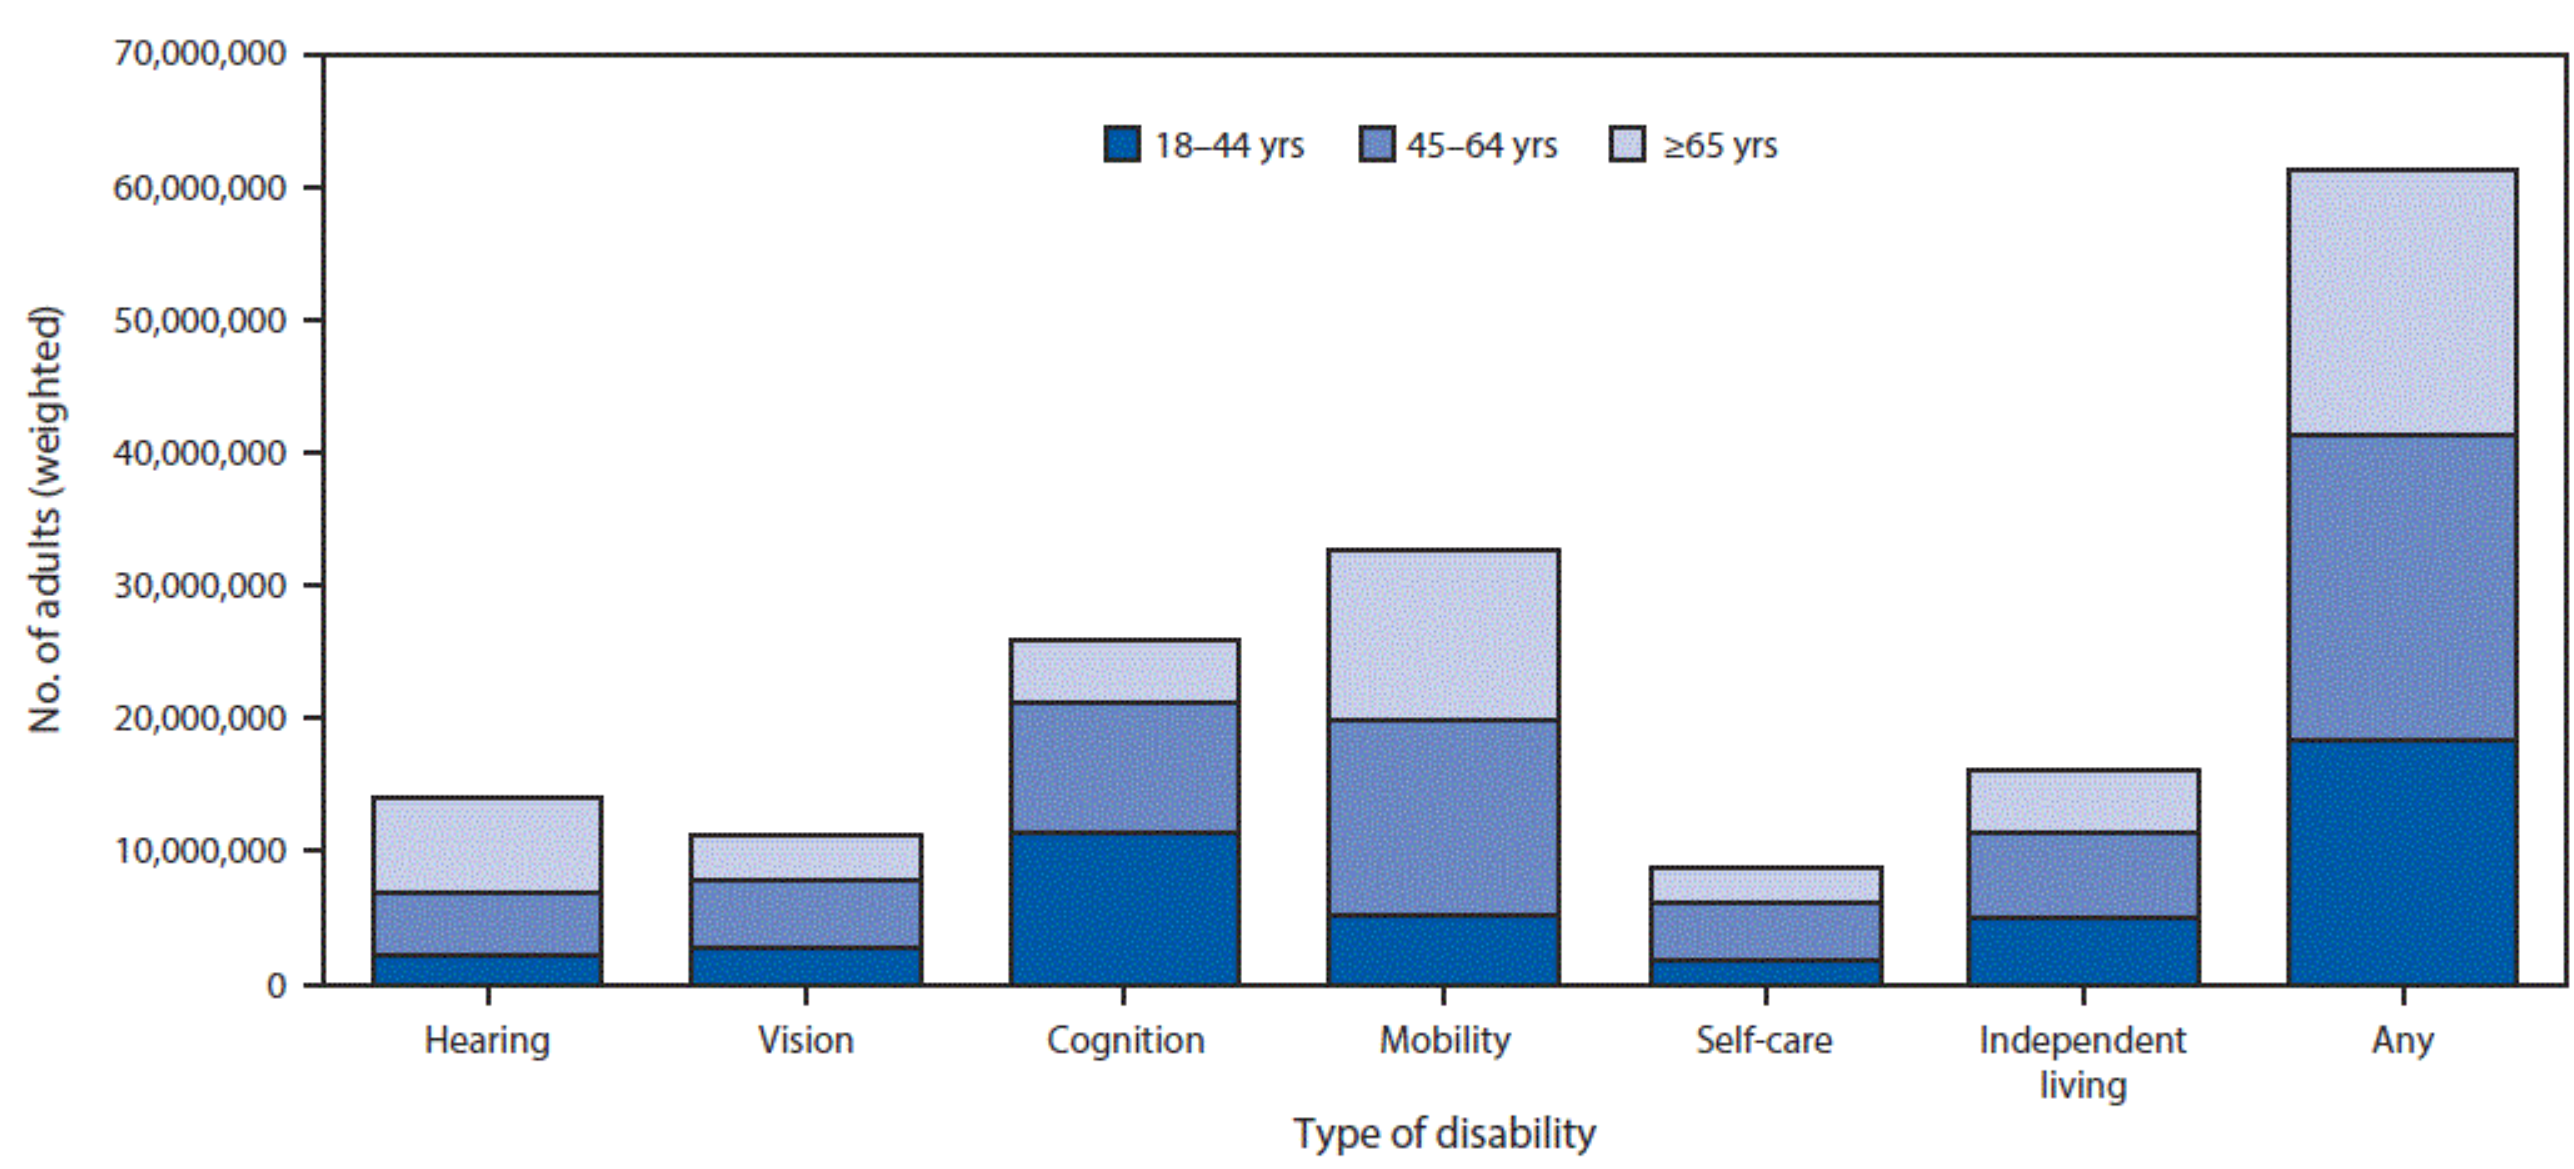 No. of adults (weighted)
70,000,000
60,000,000
50,000,000
40,000,000
30,000,000
20,000,000
10,000,000
0
18–44 yrs 45–64 yrs ≥65 yrs
Hearing Vision Cognition Mobility Self-care Independent living Any
Type of disability